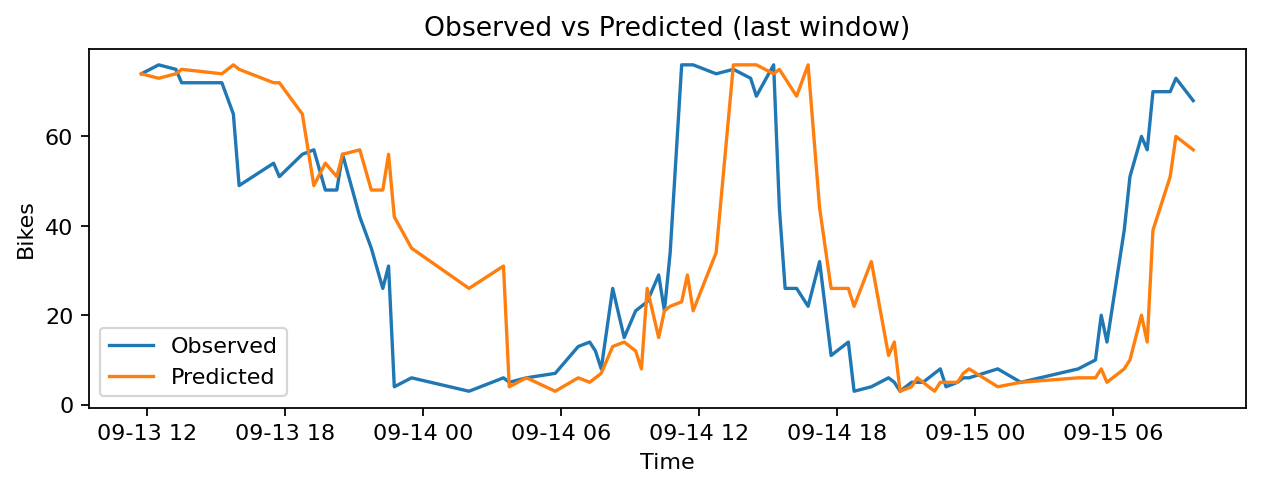 Observed vs Predicted (last window)
Bikes
60
40
20
0
Observed
Predicted
09-13 12 09-13 18 09-14 00 09-14 06 09-14 12 09-14 18 09-15 00 09-15 06
Time